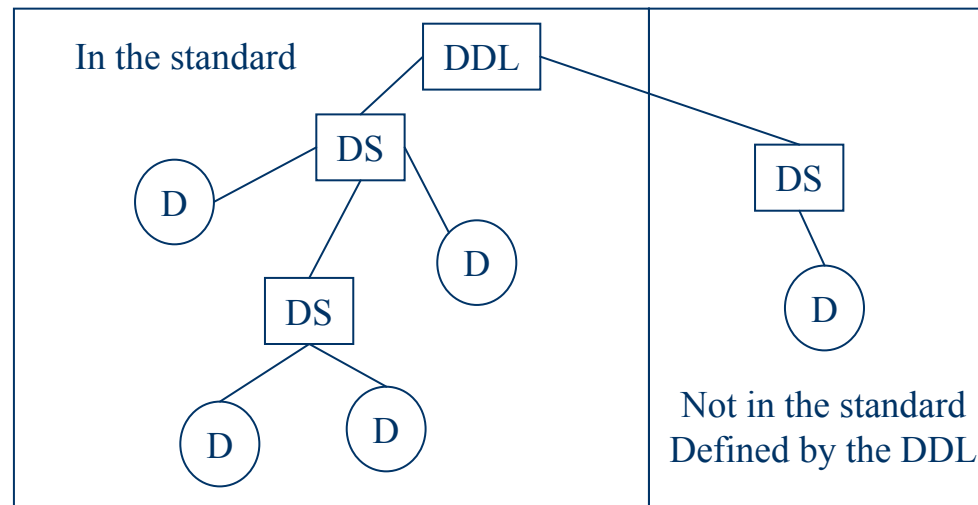 In the standard
DDL
DS
DS
D
D
DS
D
D
D
Not in the standard
Defined by the DDL